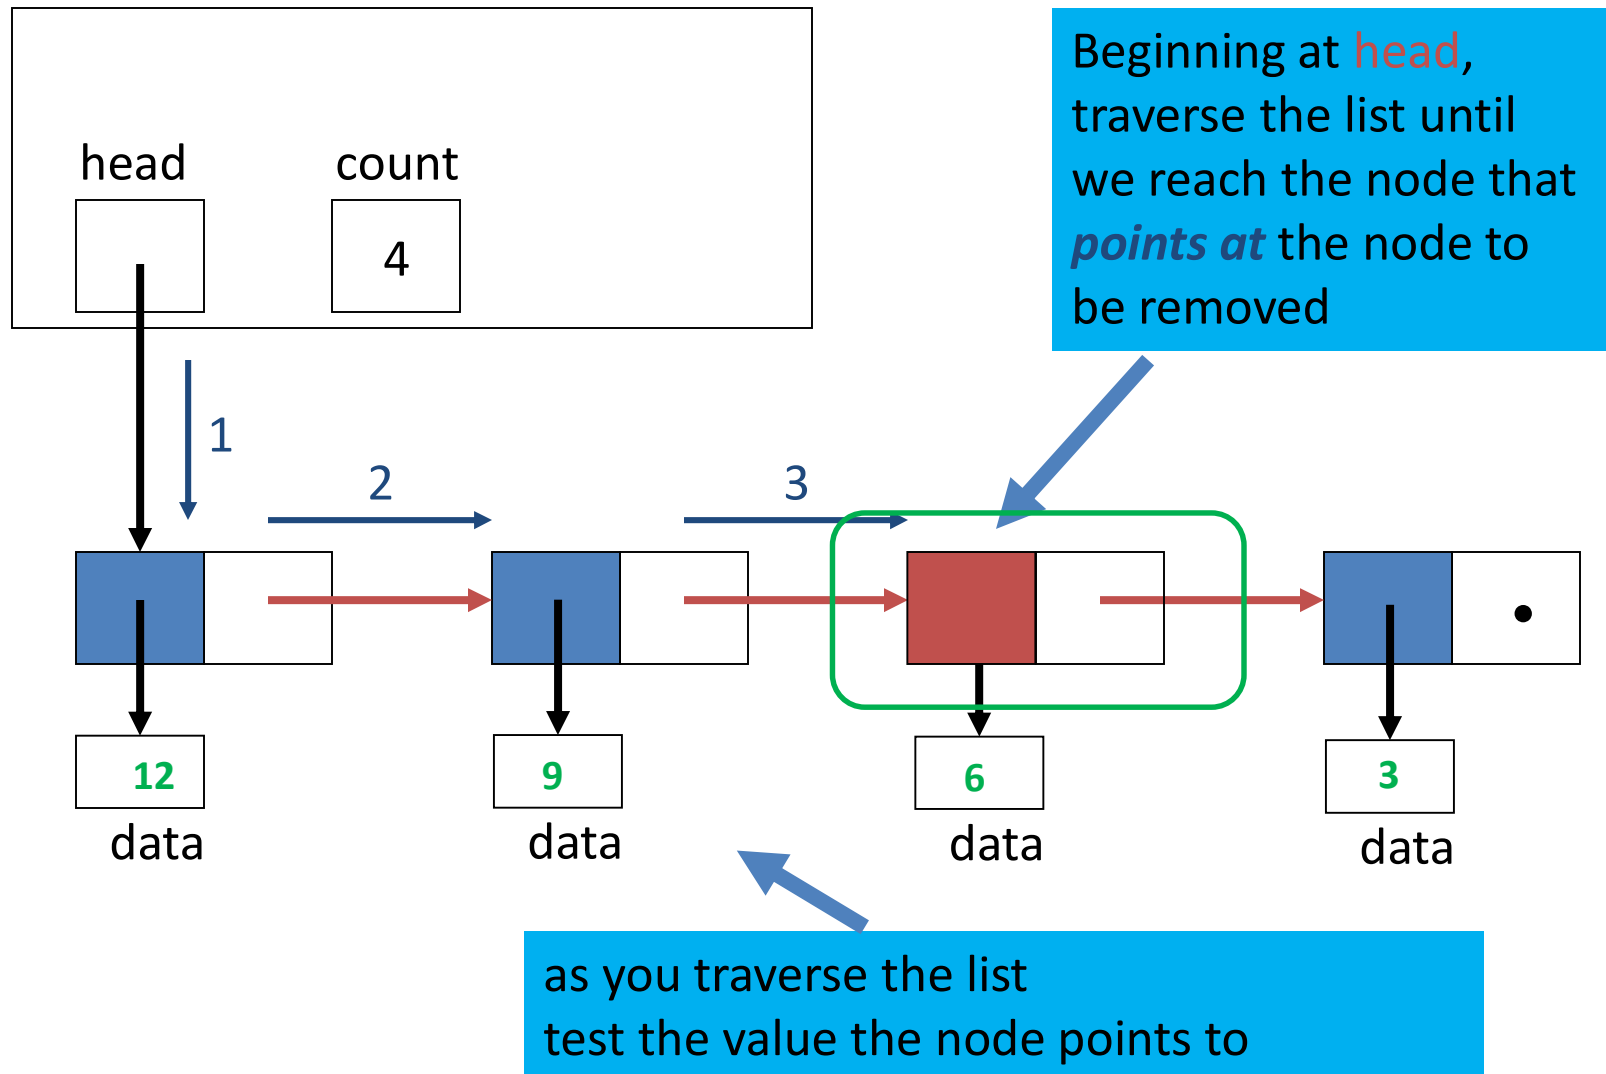 Beginning at head,
traverse the list until
we reach the node that
points at the node to
be removed
head
count
4
1
2
3
12
9
6
3
data
data
data
data
as you traverse the list
test the value the node points to